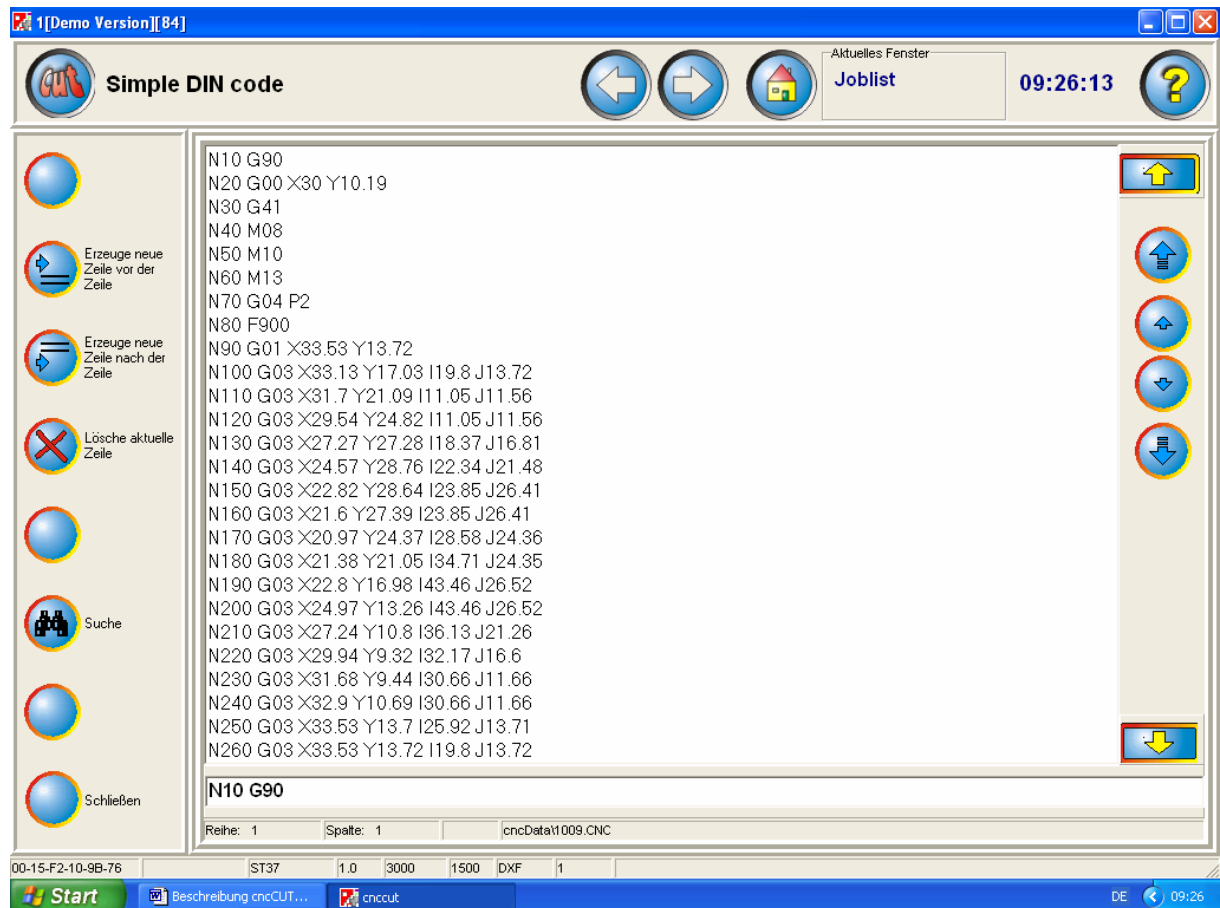 1[Demo Version][84]
Cut
Simple DIN code
Aktuelles Fenster
Joblist
09:26:13
?
Erzeuge neue
Zeile vor der
Zeile
Erzeuge neue
Zeile nach der
Zeile
Lösche aktuelle
Zeile
Suche
Schließen
N10 G90
N20 G00 X30 Y10.19
N30 G41
N40 M08
N50 M10
N60 M13
N70 G04 P2
N80 F900
N90 G01 X33.53 Y13.72
N100 G03 X33.13 Y17.03 I19.8 J13.72
N110 G03 X31.7 Y21.09 I11.05 J11.56
N120 G03 X29.54 Y24.82 I11.05 J11.56
N130 G03 X27.27 Y27.28 I18.37 J16.81
N140 G03 X24.57 Y28.76 I22.34 J21.48
N150 G03 X22.82 Y28.64 I23.85 J26.41
N160 G03 X21.6 Y27.39 I23.85 J26.41
N170 G03 X20.97 Y24.37 I28.58 J24.36
N180 G03 X21.38 Y21.05 I34.71 J24.35
N190 G03 X22.8 Y16.98 I43.46 J26.52
N200 G03 X24.97 Y13.26 I43.46 J26.52
N210 G03 X27.24 Y10.8 I36.13 J21.26
N220 G03 X29.94 Y9.32 I32.17 J16.6
N230 G03 X31.68 Y9.44 I30.66 J11.66
N240 G03 X32.9 Y10.69 I30.66 J11.66
N250 G03 X33.53 Y13.7 I25.92 J13.71
N260 G03 X33.53 Y13.72 I19.8 J13.72
N10 G90
Reihe: 1 Spalte: 1 cncData\1009.CNC
00-15-F2-10-9B-76 ST37 1.0 3000 1500 DXF 1
Start Beschreibung cncCUT... cnccut DE 09:26